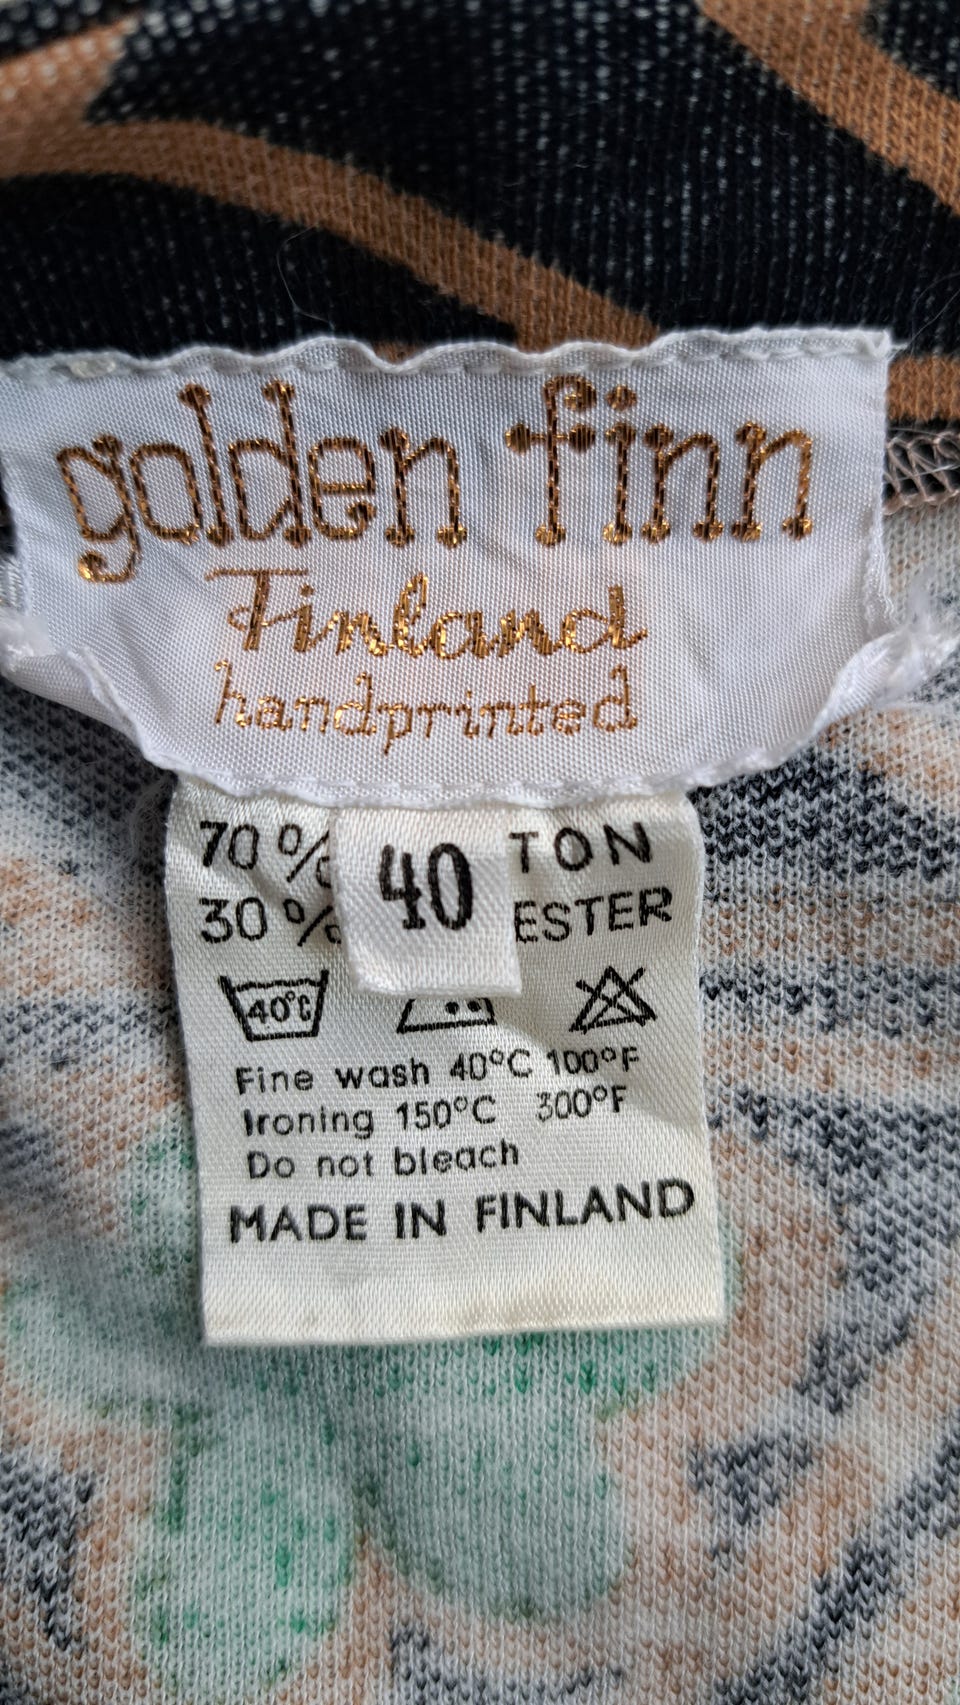 golden finn
Finland
handprinted
40
70% TON
30% ESTER
40°C
Fine wash 40°C 100°F
Ironing 150°C 300°F
Do not bleach
MADE IN FINLAND